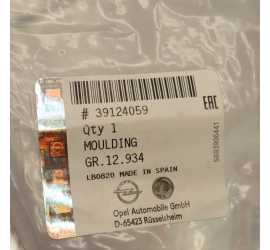 # 39124059
Qty 1
MOULDING
GR.12.934
LB0820 MADE IN SPAIN
Opel Automobile GmbH
D-65423 Rüsselsheim
EAC